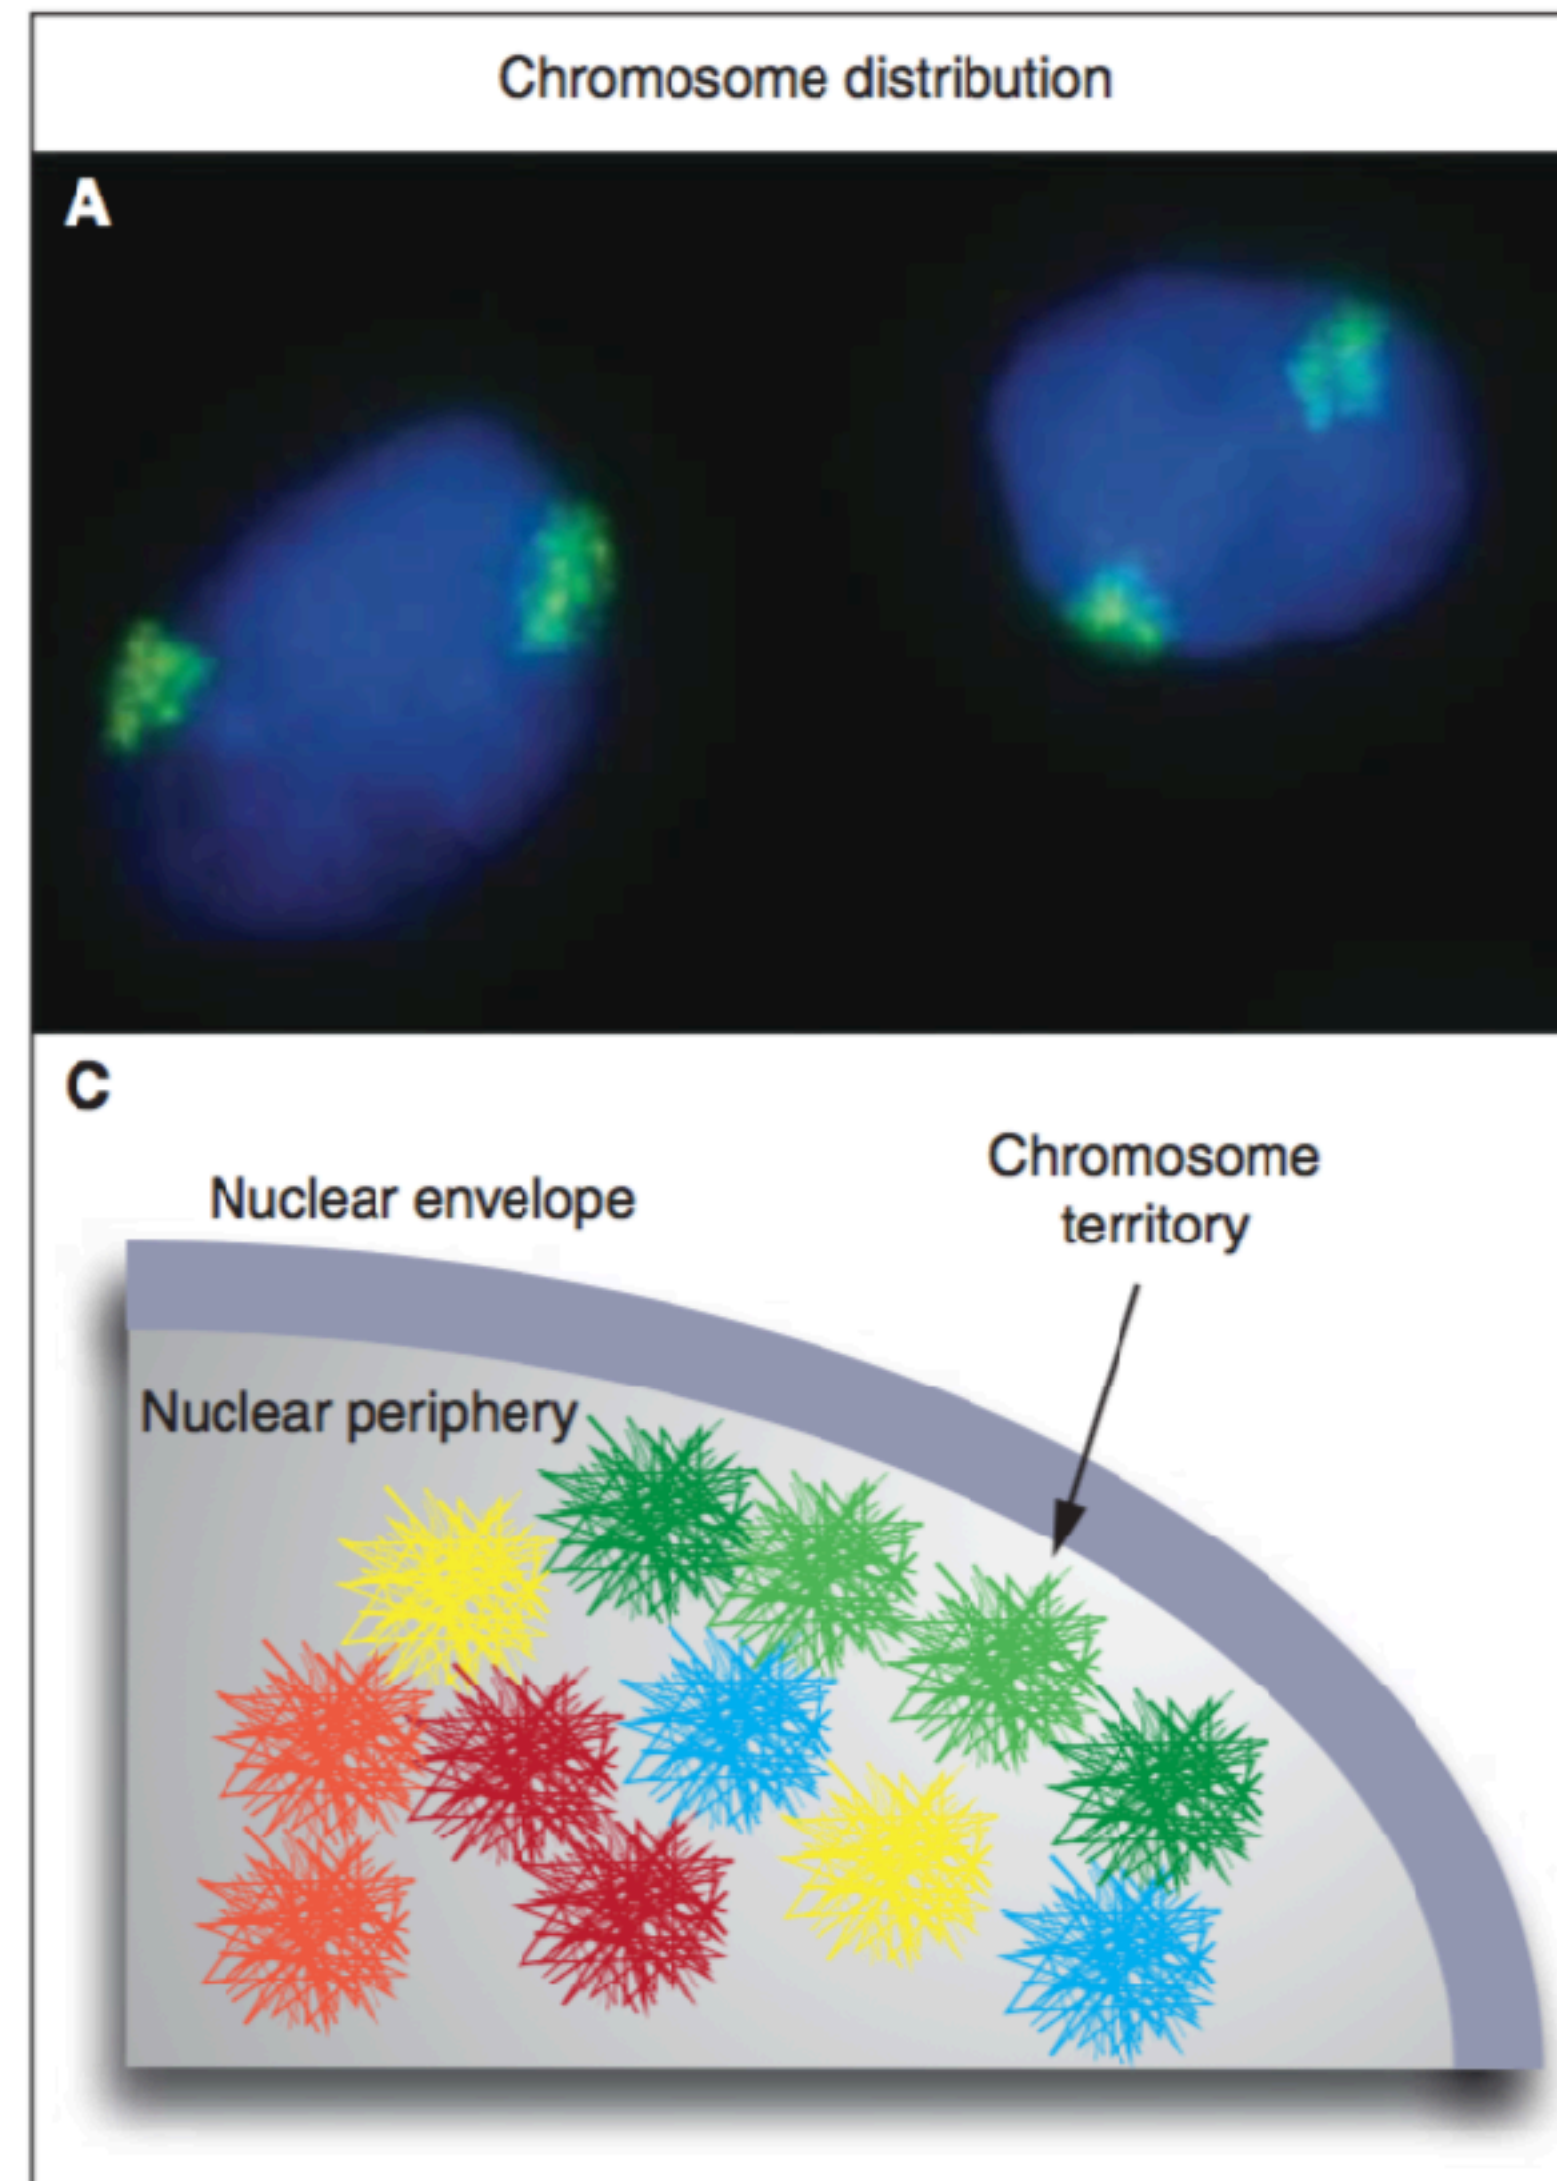 Chromosome distribution
A
C
Chromosome
territory
Nuclear envelope
Nuclear periphery